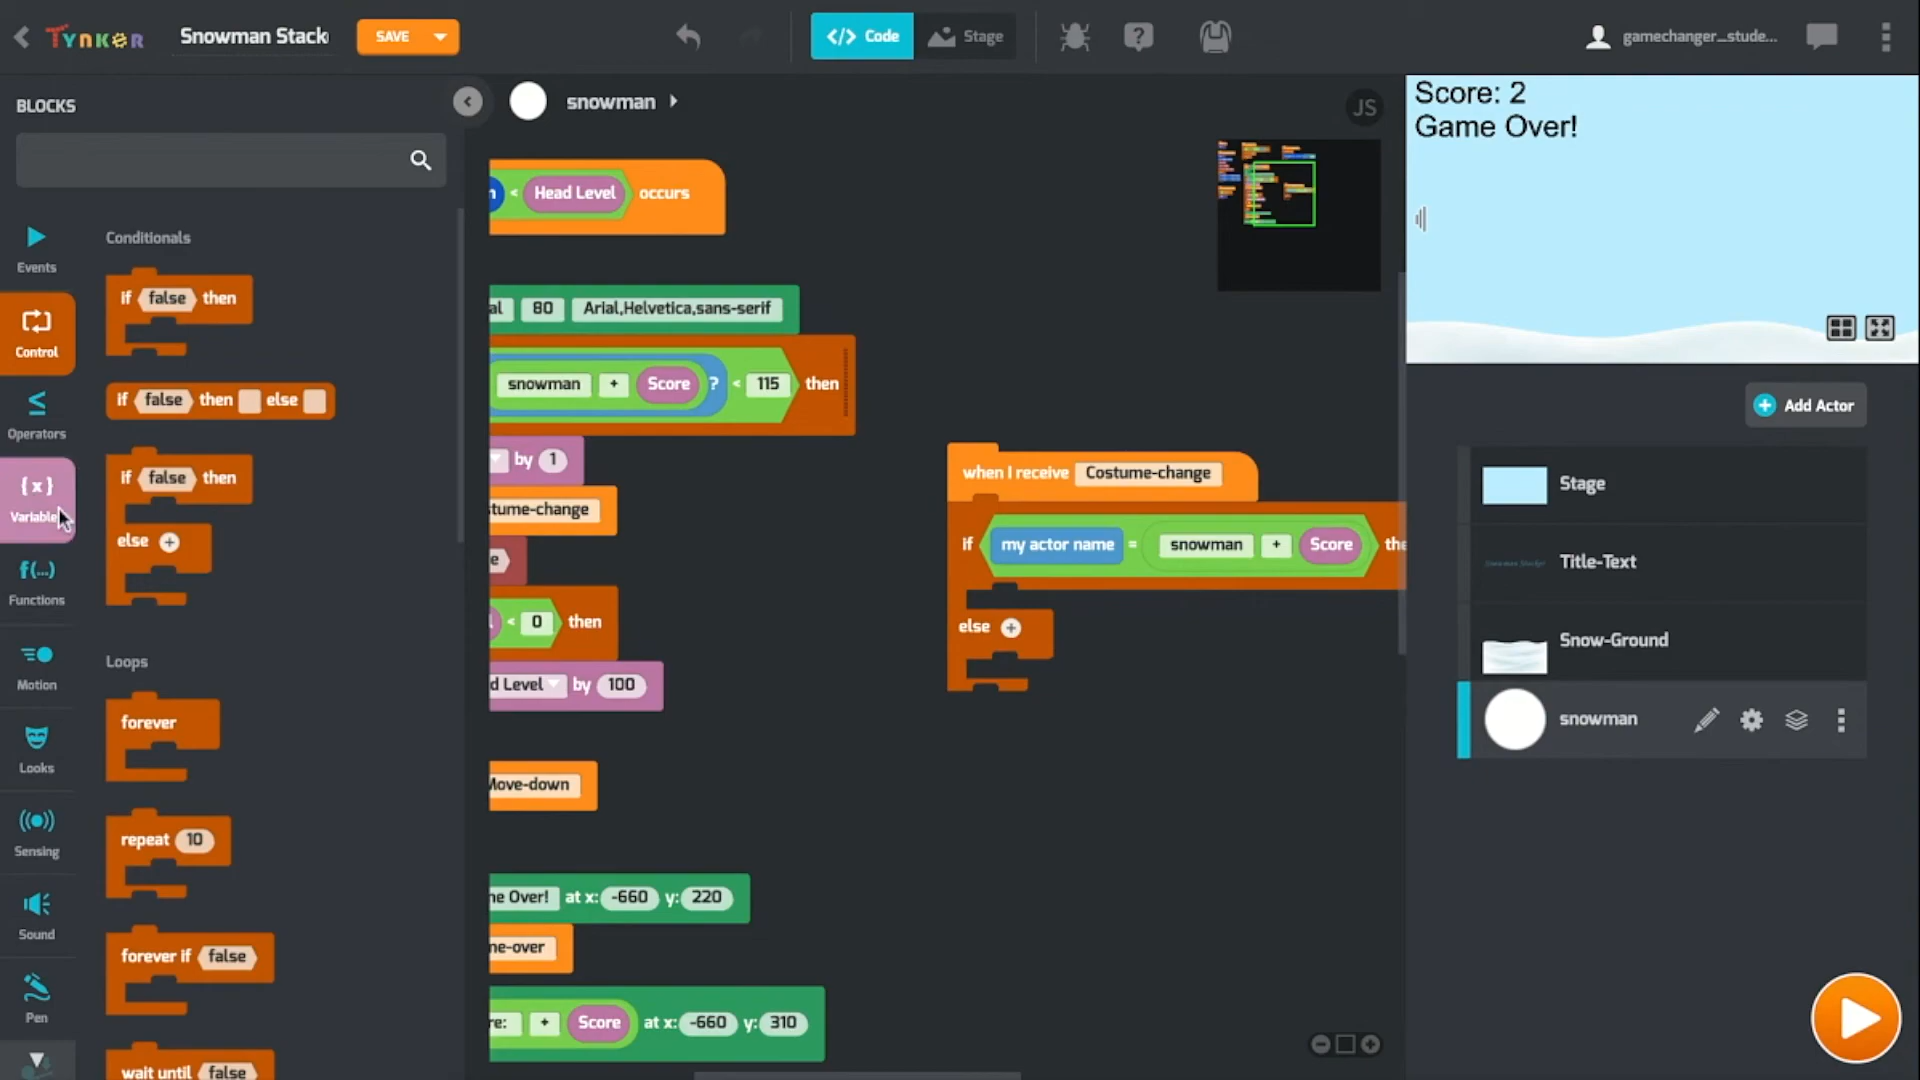 TYNKER Snowman Stack SAVE </> Code Stage gamechanger_stude...
BLOCKS
Events
Control
Operators
{x}
Variable
f(...)
Functions
Motion
Looks
Sensing
Sound
Pen
Conditionals
if false then
if false then else
if false then
else
Loops
forever
repeat 10
forever if false
wait until false
snowman
JS
< Head Level occurs
80 Arial,Helvetica,sans-serif
snowman + Score ? < 115 then
by 1
tume-change
e
< 0 then
d Level by 100
Move-down
ne Over! at x: -660 y: 220
ne-over
re: + Score at x: -660 y: 310
when I receive Costume-change
if my actor name = snowman + Score the
else
Score: 2
Game Over!
Add Actor
Stage
Title-Text
Snow-Ground
snowman